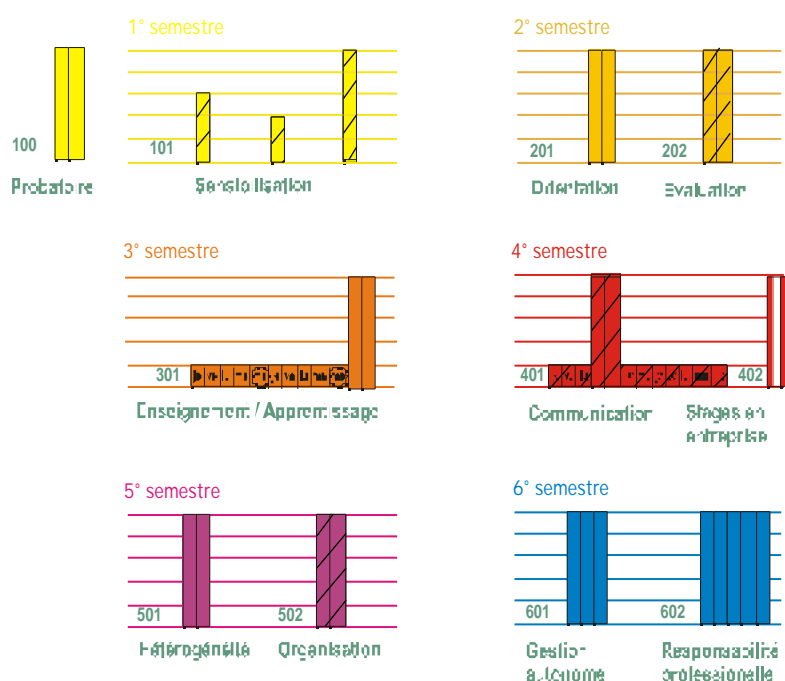 1° semestre
2° semestre
100
101
201
202
Probatoire
Sensibilisation
Orientation
Evaluation
3° semestre
4° semestre
301
401
402
Enseignement / Apprentissage
Communication
Stages en
entreprise
5° semestre
6° semestre
501
502
601
602
Hétérogénéité
Organisation
Gestion
autonome
Responsabilité
professionelle